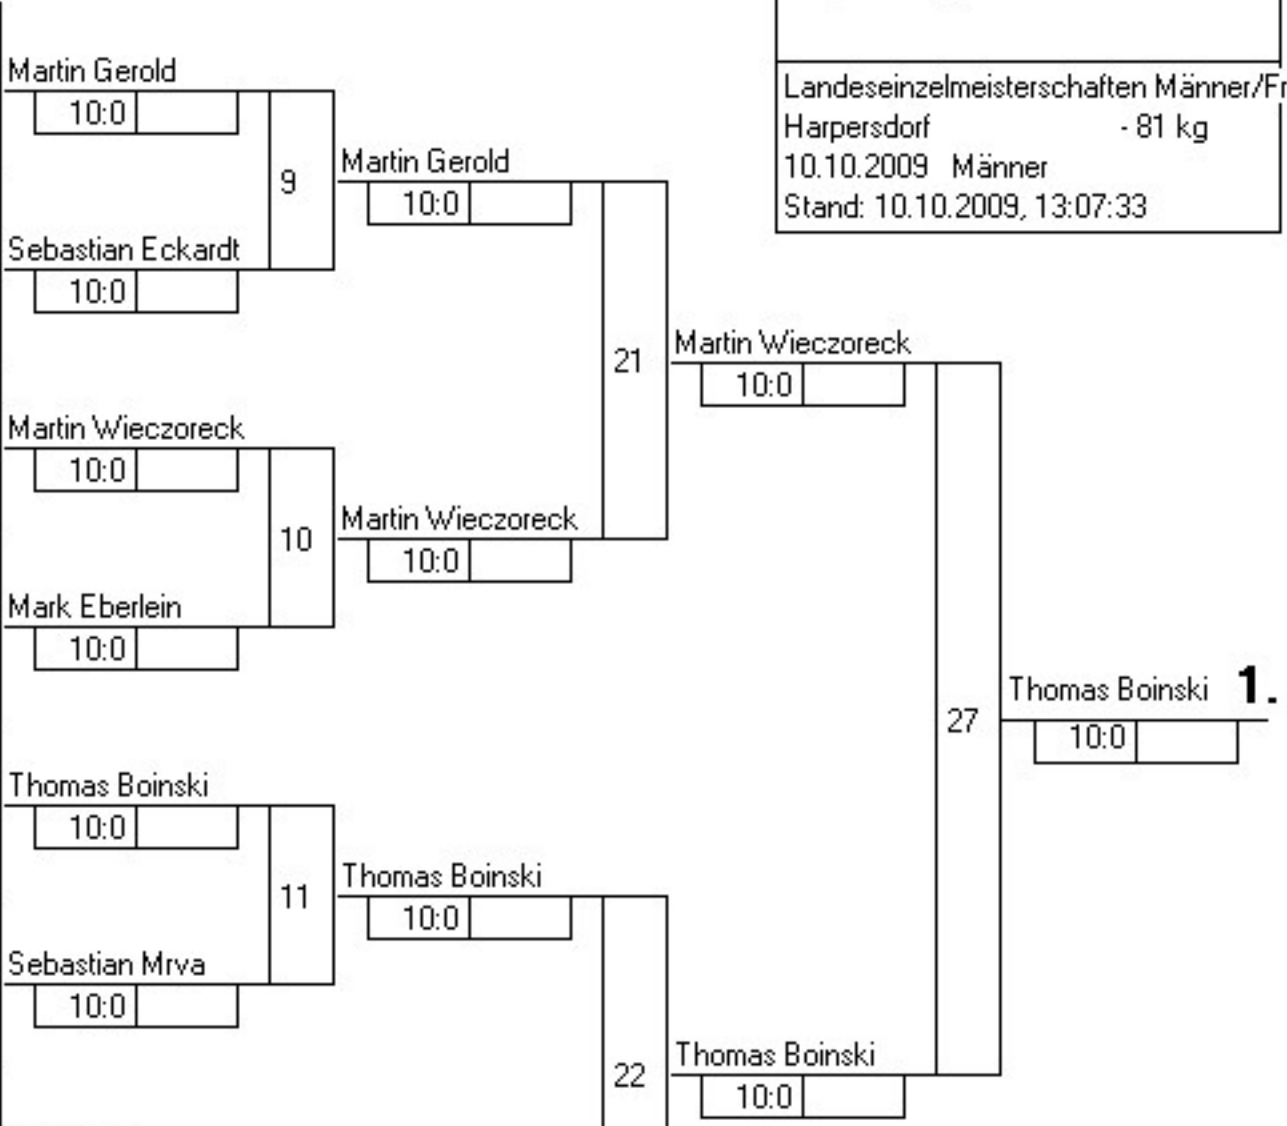 Martin Gerold
10:0
9
Sebastian Eckardt
10:0
Martin Gerold
10:0
Landeseinzelmeisterschaften Männer/Fr
Harpersdorf - 81 kg
10.10.2009 Männer
Stand: 10.10.2009, 13:07:33
21
Martin Wieczoreck
10:0
Martin Wieczoreck
10:0
10
Mark Eberlein
10:0
Martin Wieczoreck
10:0
27
Thomas Boinski 1.
10:0
Thomas Boinski
10:0
11
Sebastian Mrva
10:0
Thomas Boinski
10:0
22
Thomas Boinski
10:0